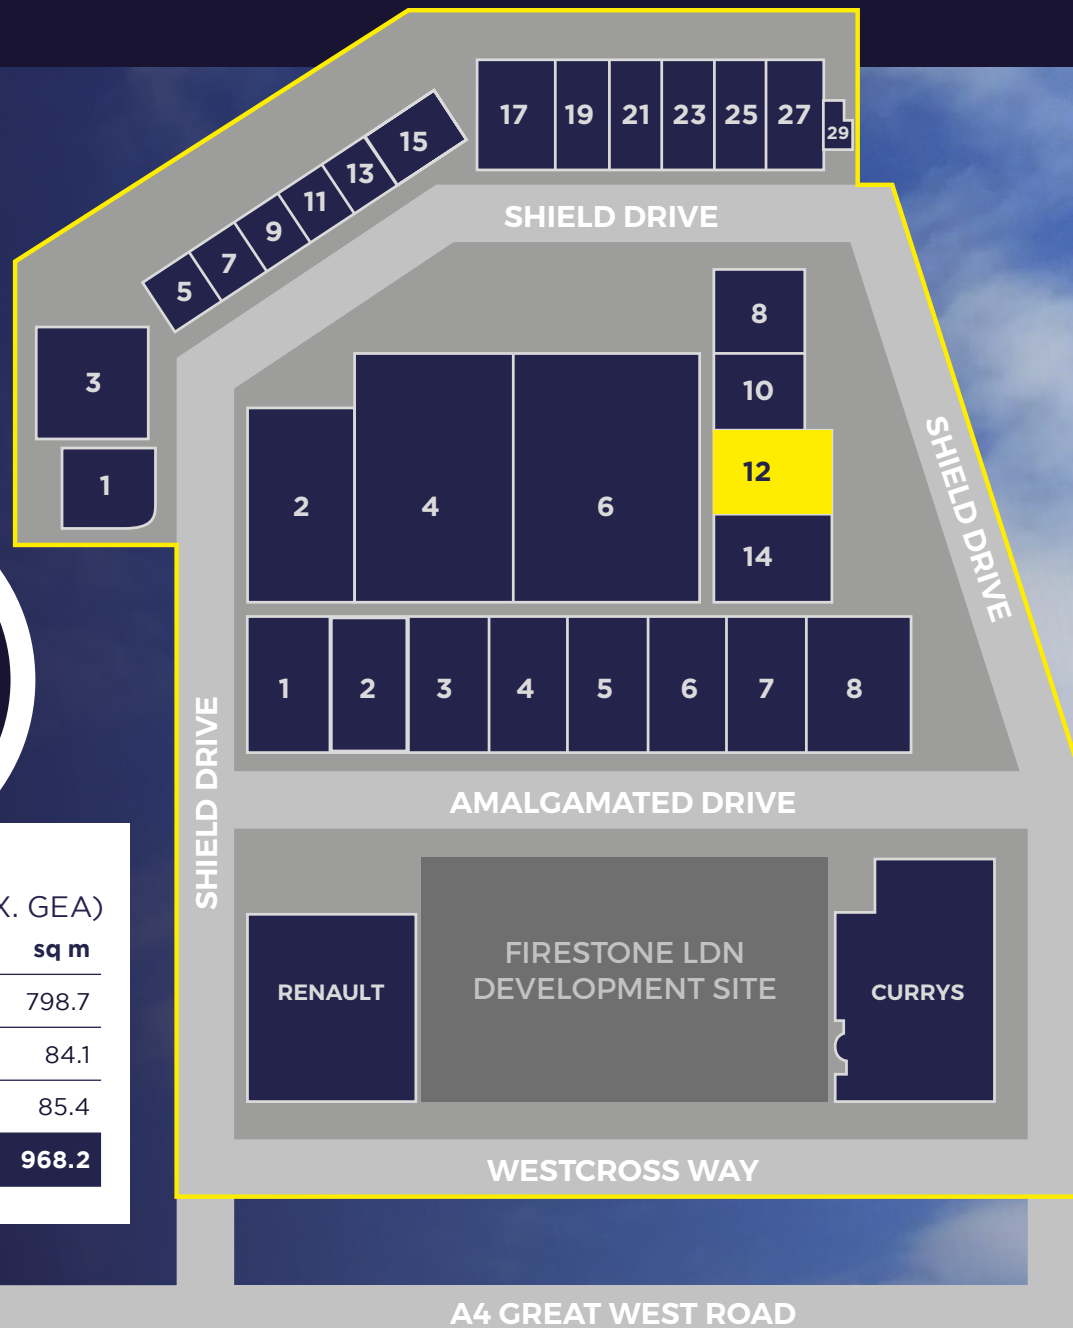 17 19 21 23 25 27
29
15
13
11
9
7
5
SHIELD DRIVE
3
1
8
10
12
14
2 4 6
SHIELD DRIVE
1 2 3 4 5 6 7 8
SHIELD DRIVE
AMALGAMATED DRIVE
RENAULT
FIRESTONE LDN
DEVELOPMENT SITE
CURRYS
WESTCROSS WAY
A4 GREAT WEST ROAD
X. GEA)
sq m
798.7
84.1
85.4
968.2